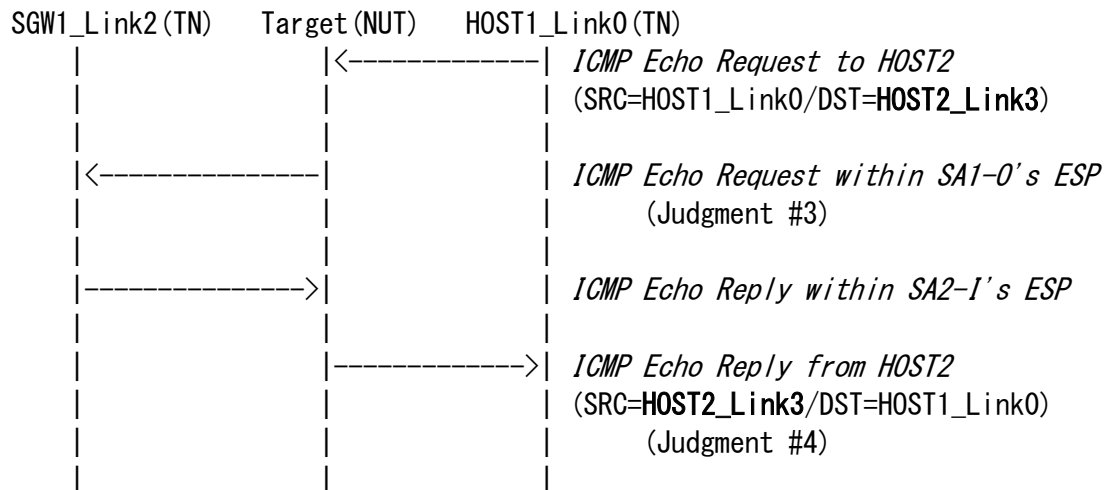 SGW1_Link2(TN) Target(NUT) HOST1_Link0(TN)
ICMP Echo Request to HOST2
(SRC=HOST1_Link0/DST=HOST2_Link3)
ICMP Echo Request within SA1-O's ESP
(Judgment #3)
ICMP Echo Reply within SA2-I's ESP
ICMP Echo Reply from HOST2
(SRC=HOST2_Link3/DST=HOST1_Link0)
(Judgment #4)